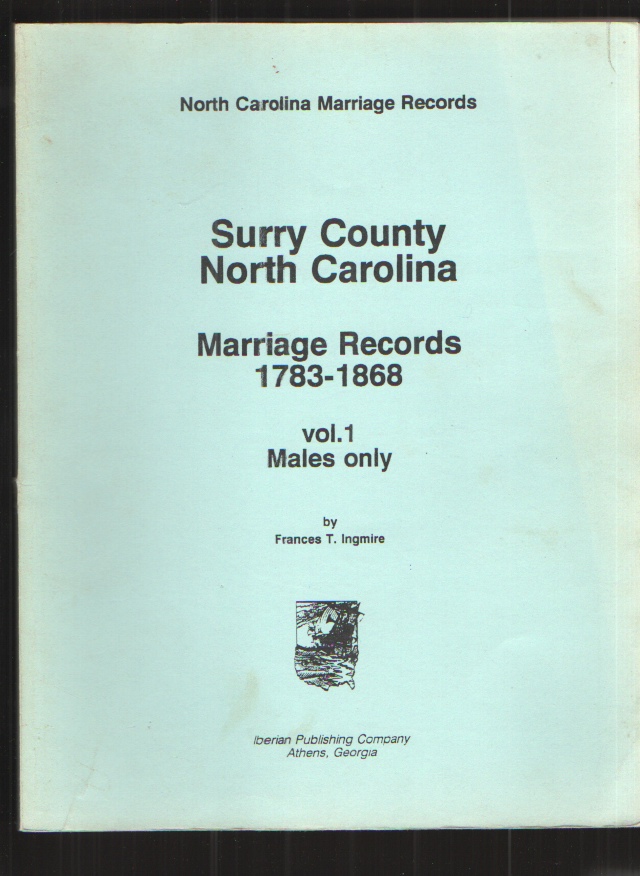 North Carolina Marriage Records
Surry County
North Carolina
Marriage Records
1783-1868
vol.1
Males only
by
Frances T. Ingmire
Iberian Publishing Company
Athens, Georgia